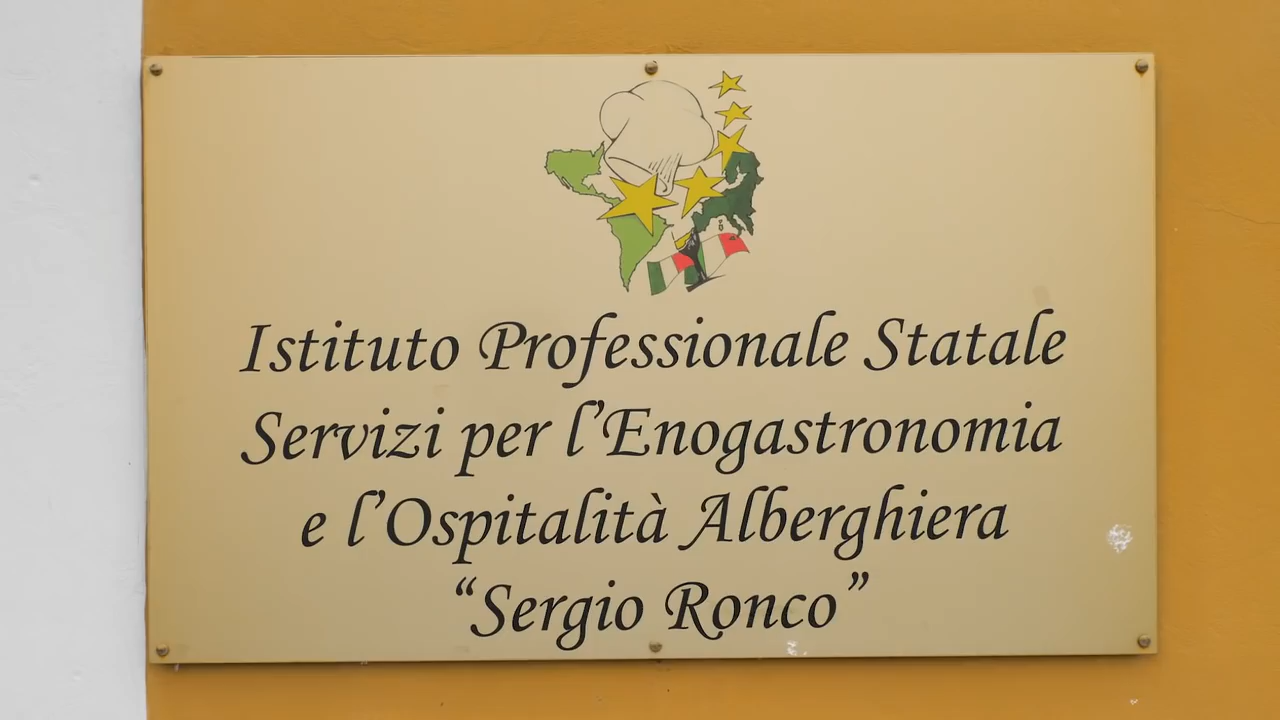 Istituto Professionale Statale
Servizi per l’Enogastronomia
e l’Ospitalità Alberghiera
“Sergio Ronco”